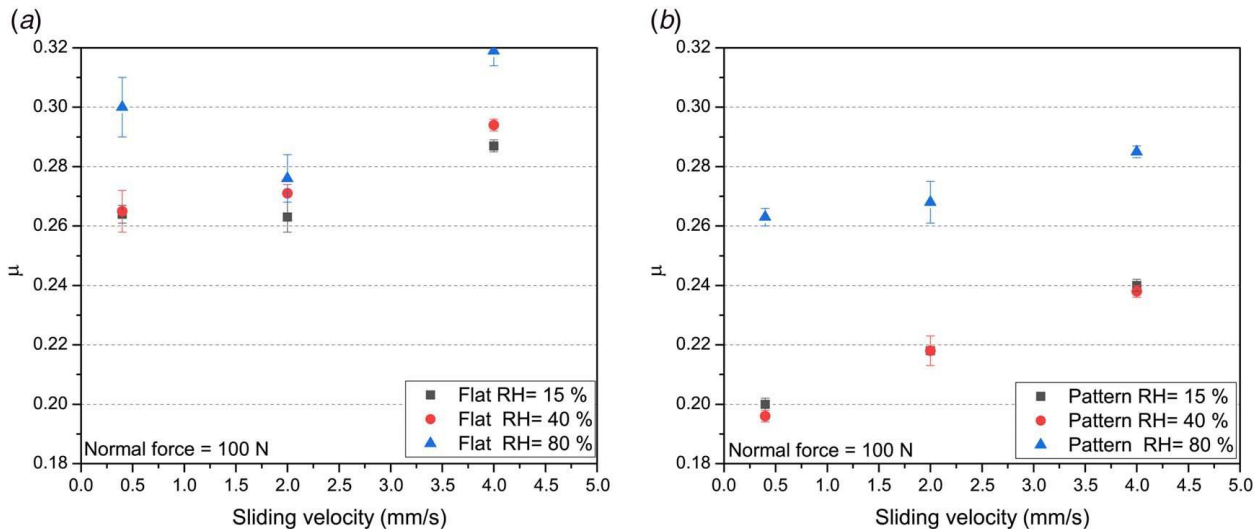 (a)
0.32
0.30
0.28
0.26
μ
0.24
0.22
0.20
0.18
Flat RH= 15 %
Flat RH= 40 %
Flat RH= 80 %
Normal force = 100 N
0.0 0.5 1.0 1.5 2.0 2.5 3.0 3.5 4.0 4.5 5.0
Sliding velocity (mm/s)
(b)
0.32
0.30
0.28
0.26
μ
0.24
0.22
0.20
0.18
Pattern RH= 15 %
Pattern RH= 40 %
Pattern RH= 80 %
Normal force = 100 N
0.0 0.5 1.0 1.5 2.0 2.5 3.0 3.5 4.0 4.5 5.0
Sliding velocity (mm/s)